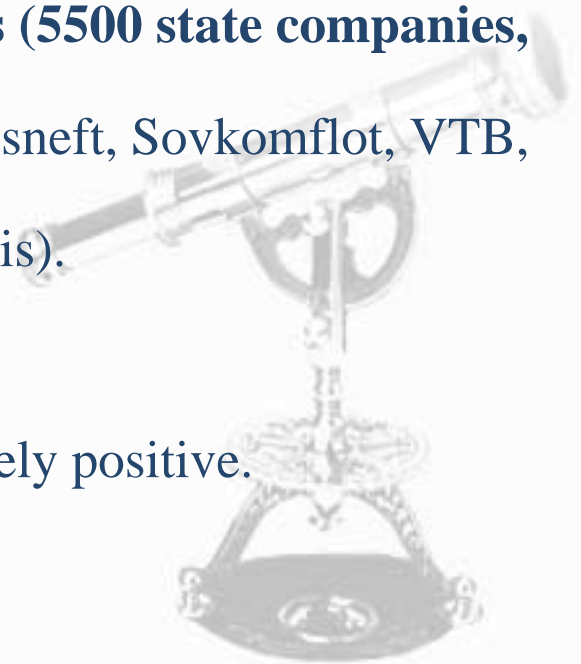 s (5500 state companies,
sneft, Sovkomflot, VTB,
is).
ely positive.